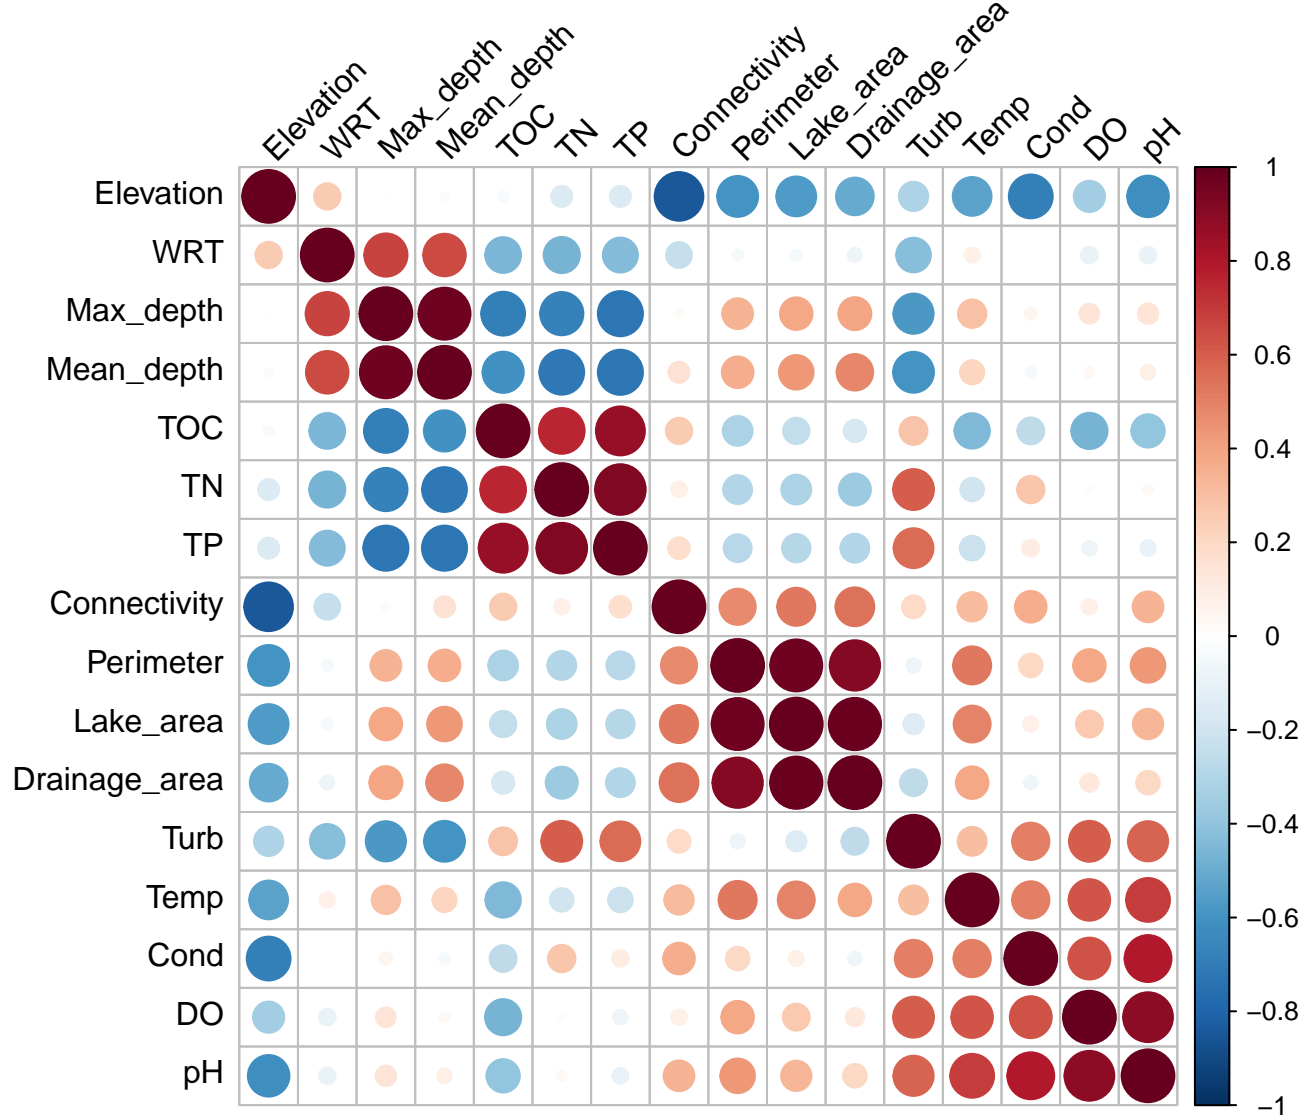 Elevation
WRT
Max_depth
Mean_depth
TOC
TN
TP
Connectivity
Perimeter
Lake_area
Drainage_area
Turb
Temp
Cond
DO
pH
Elevation
WRT
Max_depth
Mean_depth
TOC
TN
TP
Connectivity
Perimeter
Lake_area
Drainage_area
Turb
Temp
Cond
DO
pH
1
0.8
0.6
0.4
0.2
0
−0.2
−0.4
−0.6
−0.8
−1